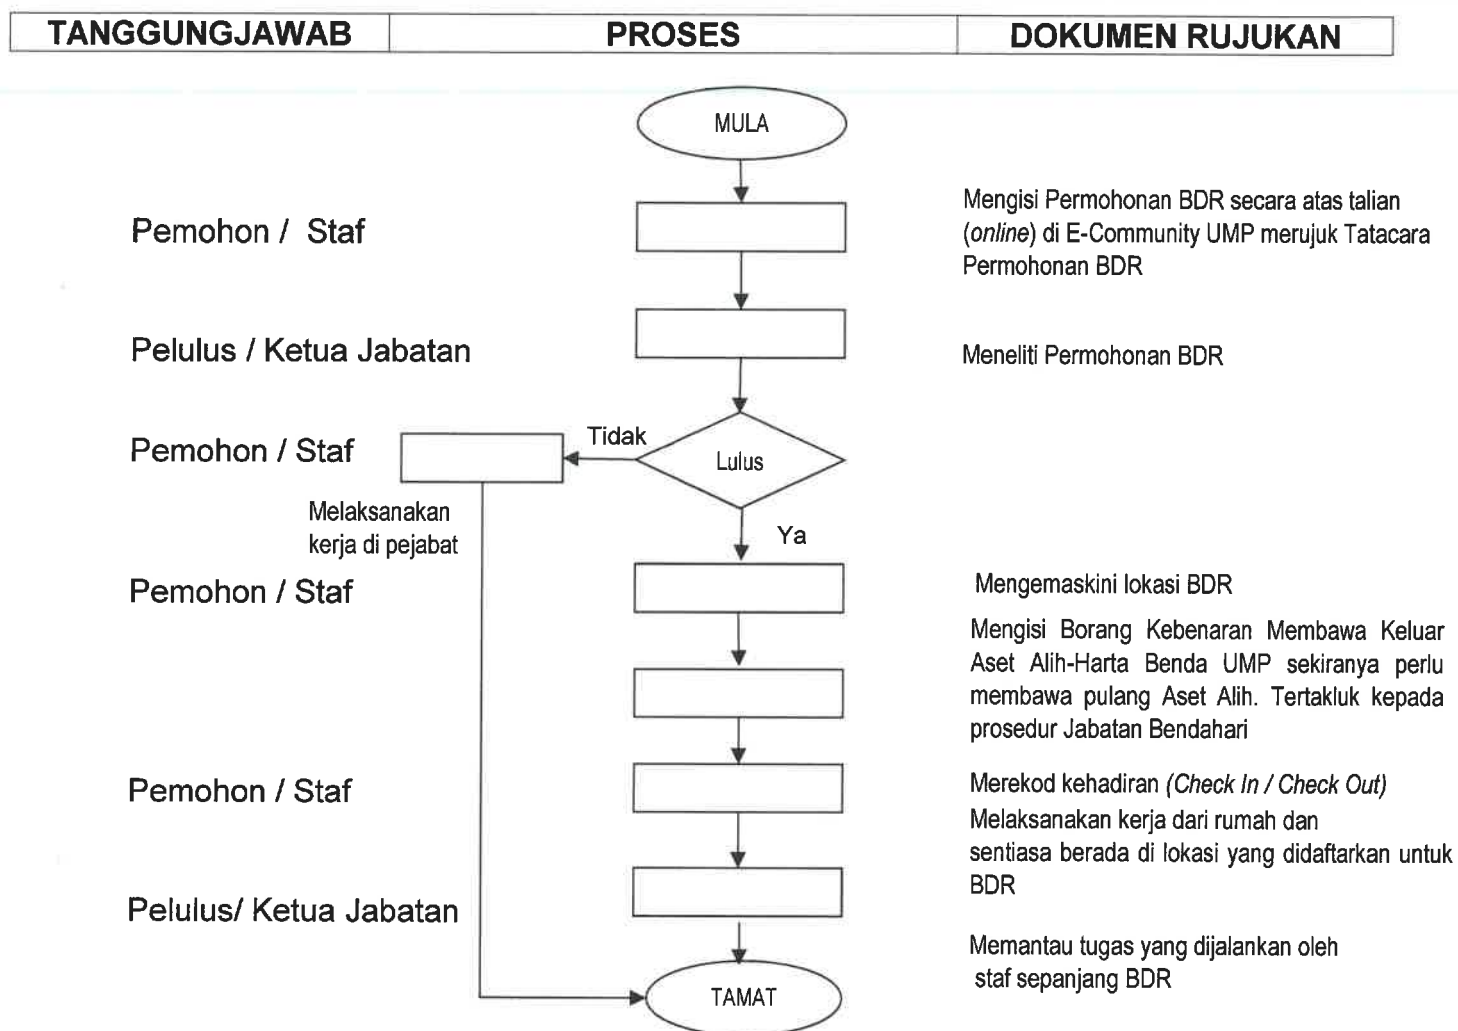 TANGGUNGJAWAB PROSES DOKUMEN RUJUKAN
MULA
Pemohon / Staf
Mengisi Permohonan BDR secara atas talian
(online) di E-Community UMP merujuk Tatacara
Permohonan BDR
Pelulus / Ketua Jabatan
Meneliti Permohonan BDR
Pemohon / Staf
Tidak
Lulus
Melaksanakan
kerja di pejabat
Ya
Pemohon / Staf
Mengemaskini lokasi BDR
Mengisi Borang Kebenaran Membawa Keluar
Aset Alih-Harta Benda UMP sekiranya perlu
membawa pulang Aset Alih. Tertakluk kepada
prosedur Jabatan Bendahari
Pemohon / Staf
Merekod kehadiran (Check In / Check Out)
Melaksanakan kerja dari rumah dan
sentiasa berada di lokasi yang didaftarkan untuk
BDR
Pelulus/ Ketua Jabatan
Memantau tugas yang dijalankan oleh
staf sepanjang BDR
TAMAT